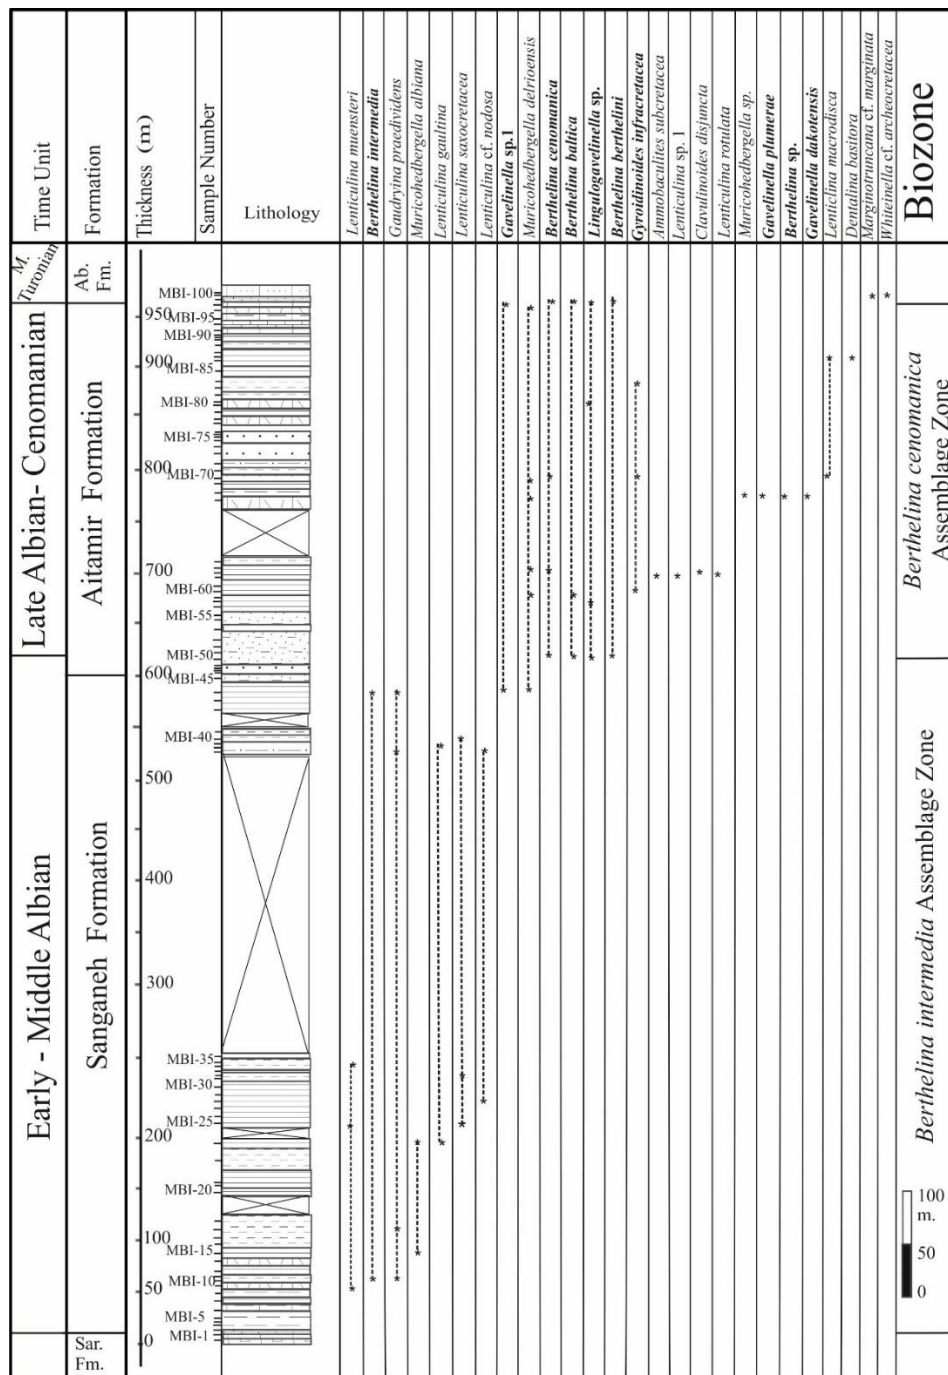 Time Unit
Formation
Thickness (m)
Sample Number
Lithology
Lenticulina muensteri
Berthelina intermedia
Gaudryina praedividens
Muricohedbergella albiana
Lenticulina gaultina
Lenticulina saxocretacea
Lenticulina cf. nodosa
Gavelinella sp.1
Muricohedbergella delrioensis
Berthelina cenomanica
Berthelina baltica
Lingulogavelinella sp.
Berthelina berthelini
Gyroidinoides infracretacea
Ammobaculites subcretacea
Lenticulina sp. 1
Clavulinoides disjuncta
Lenticulina rotulata
Muricohedbergella sp.
Gavelinella plumerae
Berthelina sp.
Gavelinella dakotensis
Lenticlina macrodisca
Dentalina basitora
Marginotruncana cf. marginata
Whiteinella cf. archeocretacea
Biozone
M.
Turonian
Ab.
Fm.
Late Albian- Cenomanian
Aitamir Formation
Early - Middle Albian
Sanganeh Formation
Sar.
Fm.
950
900
800
700
600
500
400
300
200
100
50
0
MBI-100
MBI-95
MBI-90
MBI-85
MBI-80
MBI-75
MBI-70
MBI-60
MBI-55
MBI-50
MBI-45
MBI-40
MBI-35
MBI-30
MBI-25
MBI-20
MBI-15
MBI-10
MBI-5
MBI-1
Berthelina cenomanica
Assemblage Zone
Berthelina intermedia Assemblage Zone
100
m.
50
0